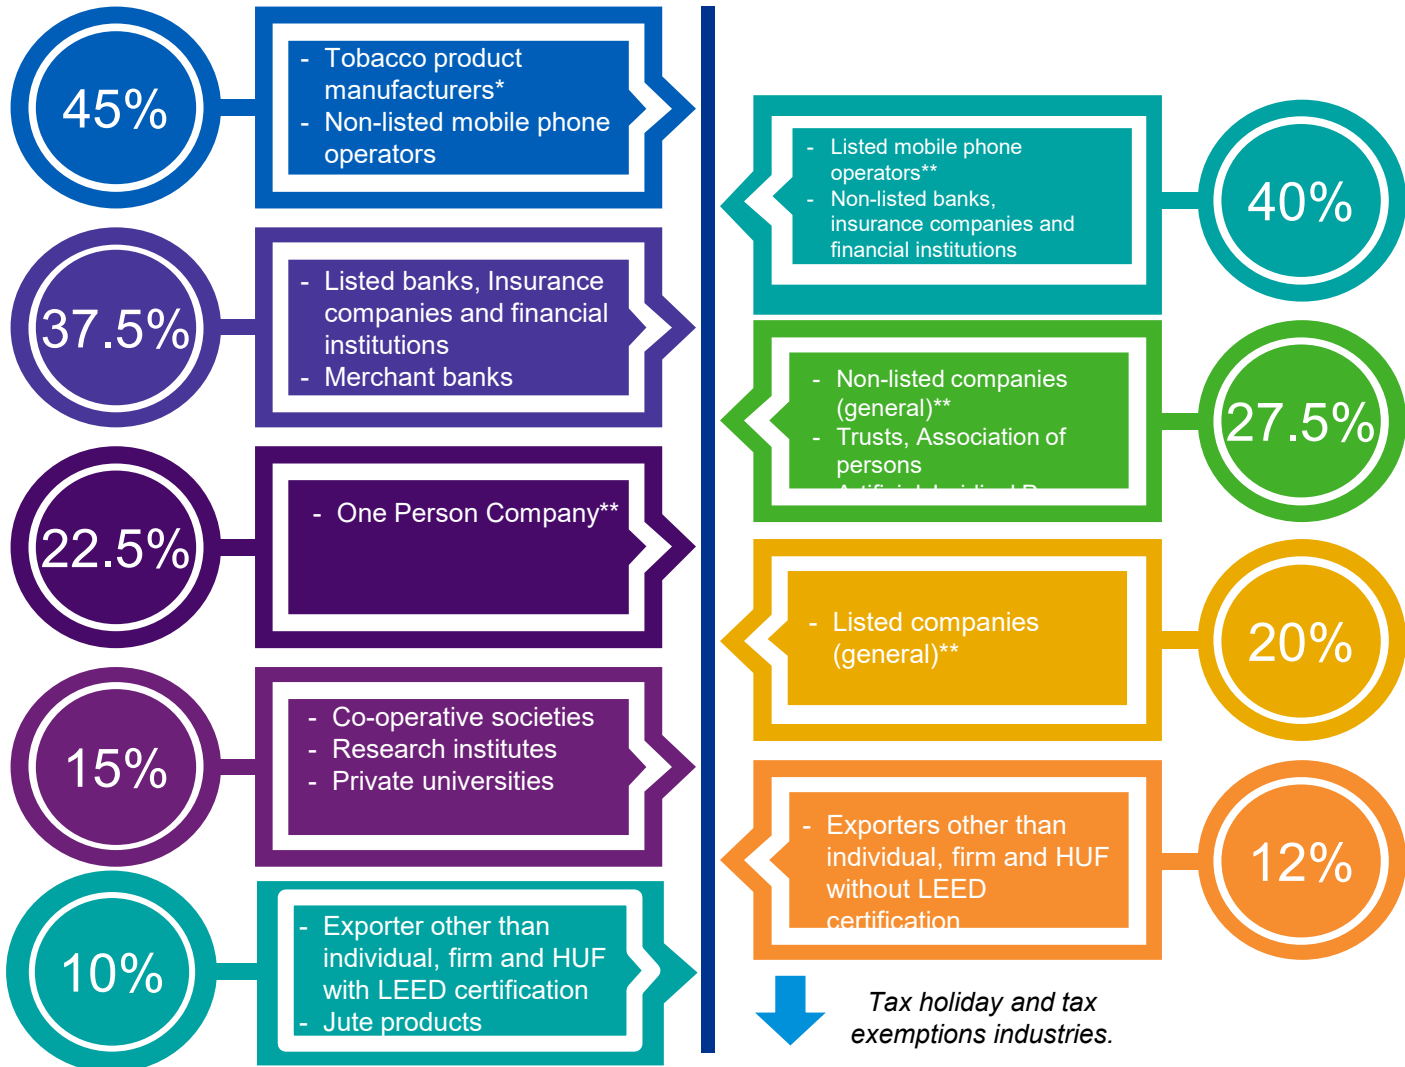 45%
- Tobacco product
manufacturers*
- Non-listed mobile phone
operators
- Listed mobile phone
operators**
- Non-listed banks,
insurance companies and
financial institutions
40%
37.5%
- Listed banks, Insurance
companies and financial
institutions
- Merchant banks
- Non-listed companies
(general)**
- Trusts, Association of
persons
27.5%
22.5%
- One Person Company**
- Listed companies
(general)**
20%
15%
- Co-operative societies
- Research institutes
- Private universities
- Exporters other than
individual, firm and HUF
without LEED
certification
12%
10%
- Exporter other than
individual, firm and HUF
with LEED certification
- Jute products
Tax holiday and tax
exemptions industries.